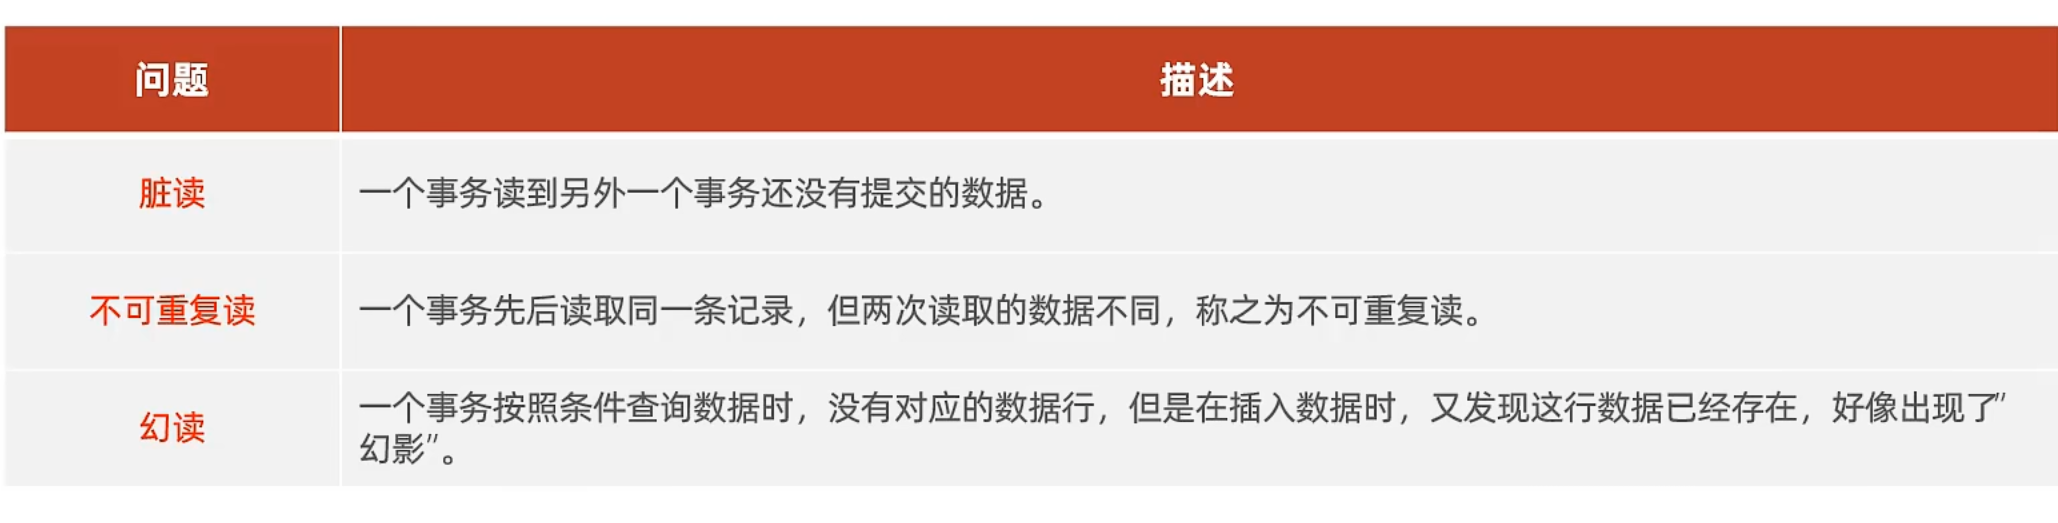 问题
描述
脏读
一个事务读到另外一个事务还没有提交的数据。
不可重复读
一个事务先后读取同一条记录，但两次读取的数据不同，称之为不可重复读。
幻读
一个事务按照条件查询数据时，没有对应的数据行，但是在插入数据时，又发现这行数据已经存在，好像出现了”
幻影”。